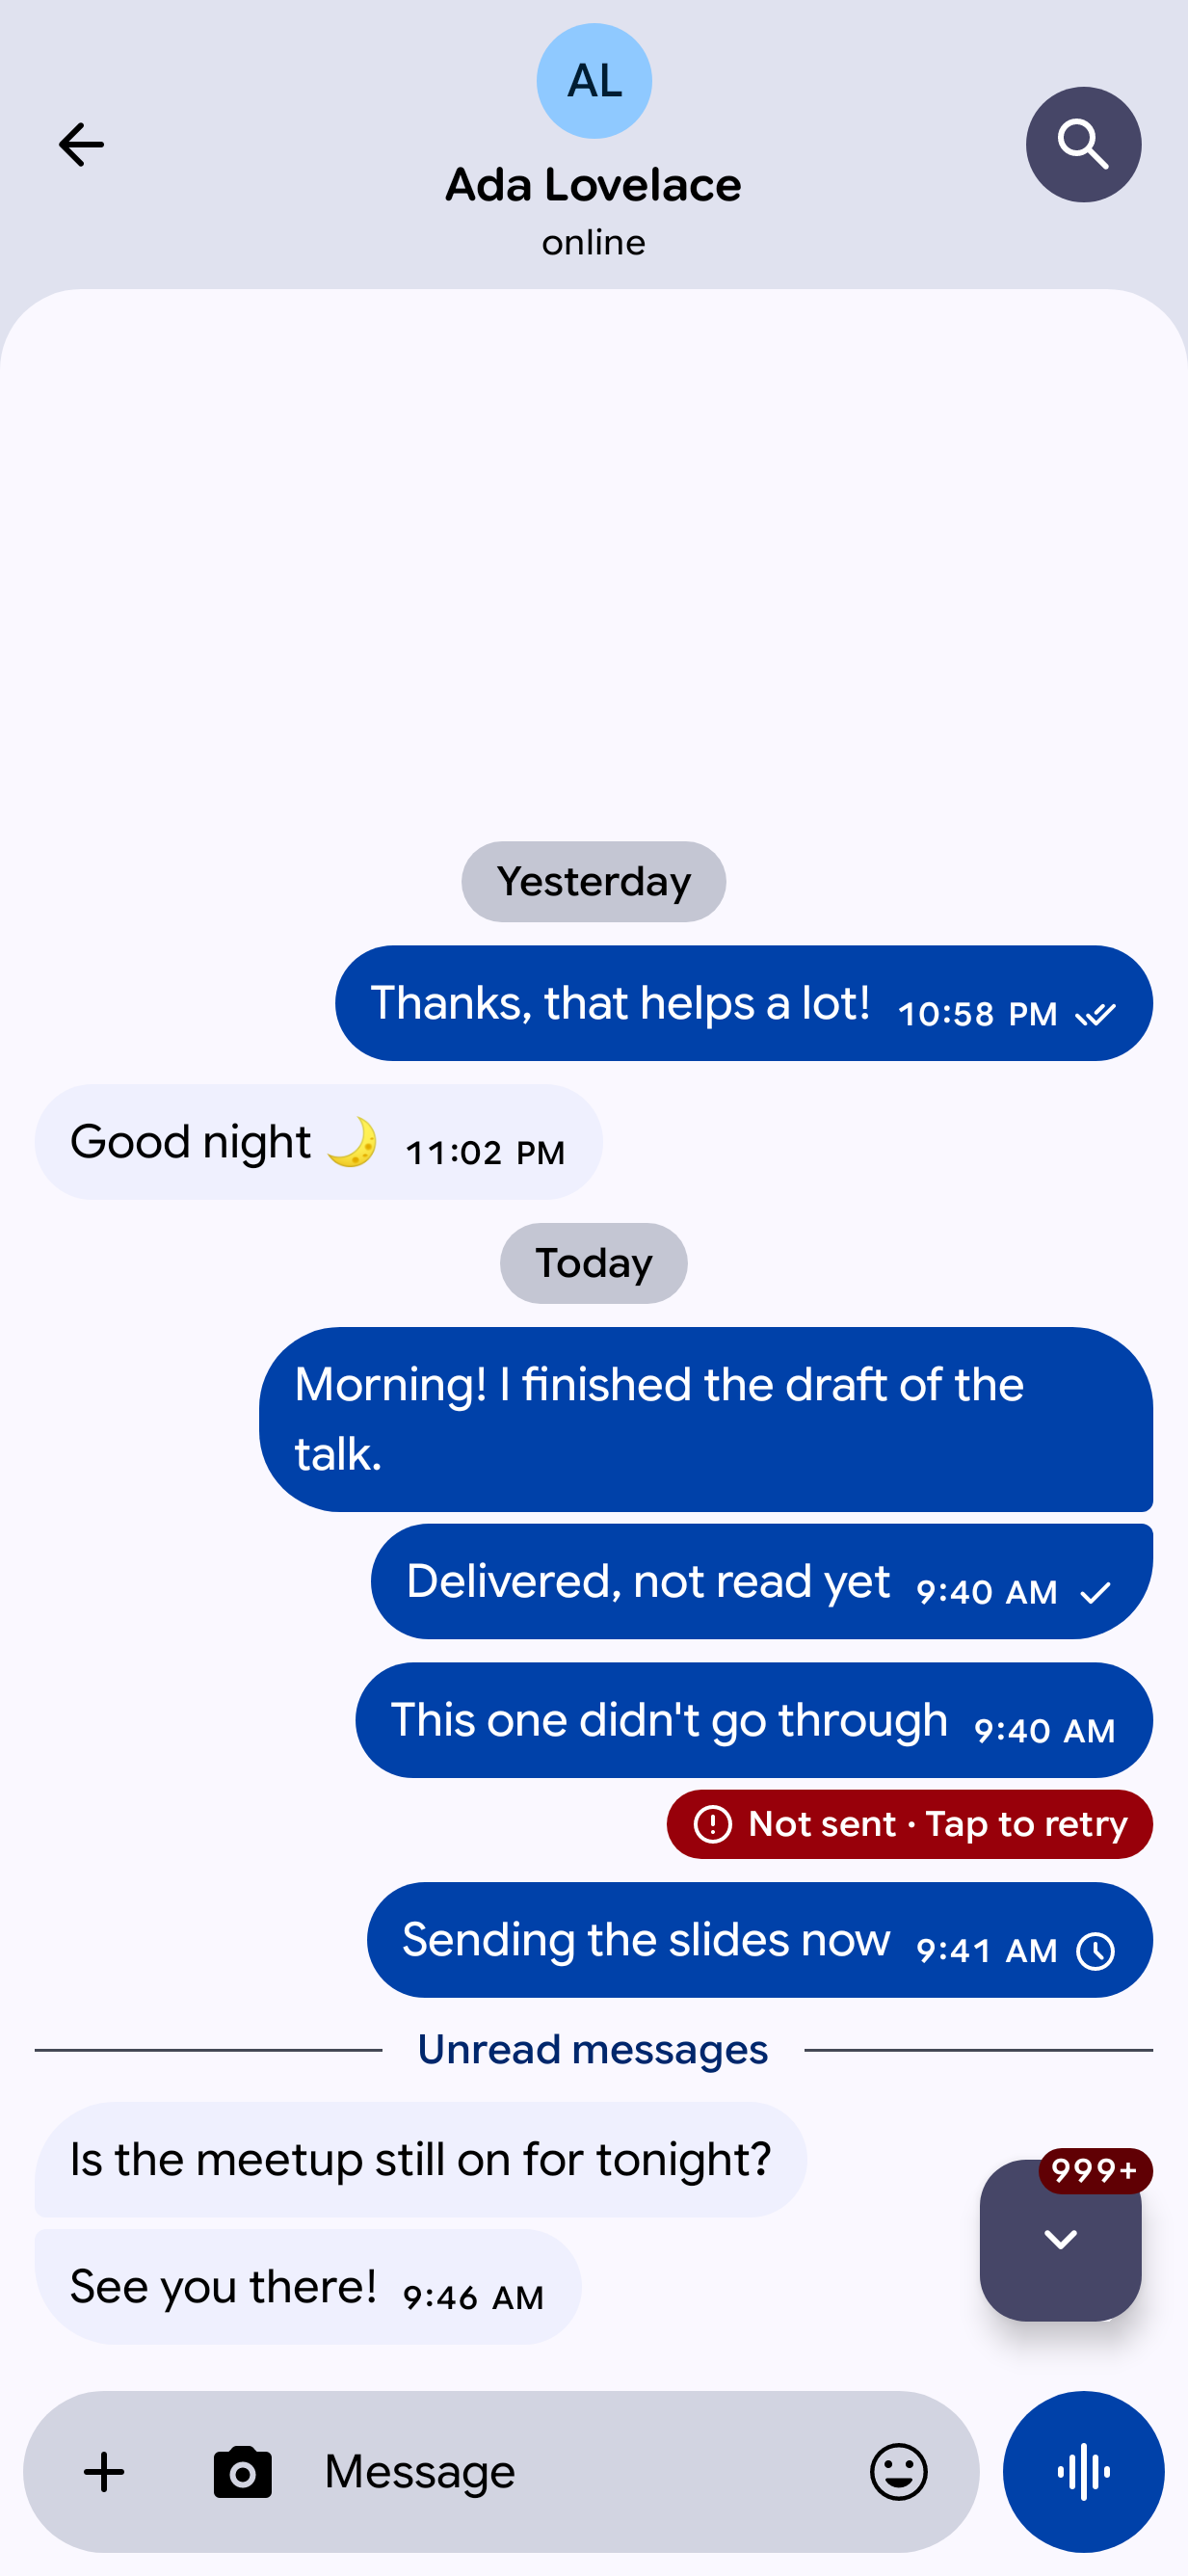 AL
Ada Lovelace
online
Yesterday
Thanks, that helps a lot! 10:58 PM
Good night 🌙 11:02 PM
Today
Morning! I finished the draft of the
talk.
Delivered, not read yet 9:40 AM
This one didn't go through 9:40 AM
Not sent · Tap to retry
Sending the slides now 9:41 AM
Unread messages
Is the meetup still on for tonight?
999+
See you there! 9:46 AM
Message